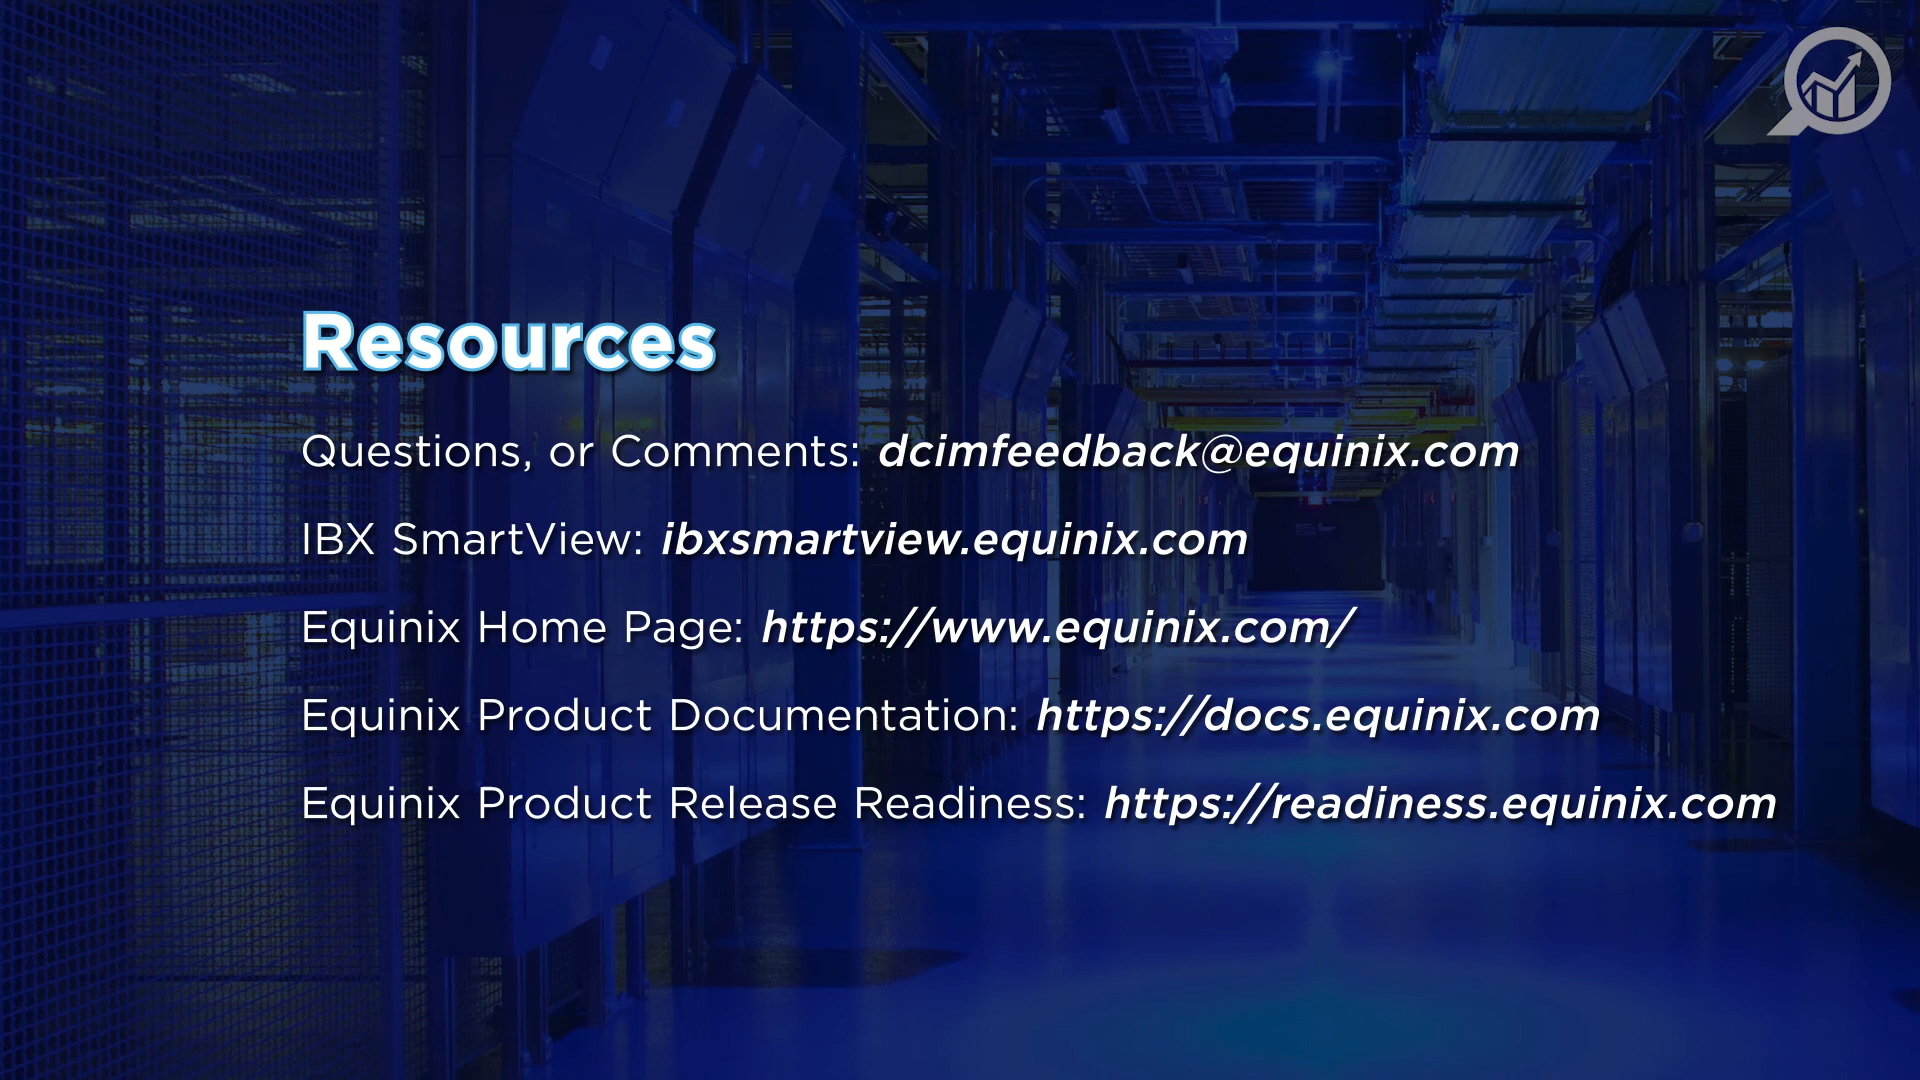 Resources
Questions, or Comments: dcimfeedback@equinix.com
IBX SmartView: ibxsmartview.equinix.com
Equinix Home Page: https://www.equinix.com/
Equinix Product Documentation: https://docs.equinix.com
Equinix Product Release Readiness: https://readiness.equinix.com